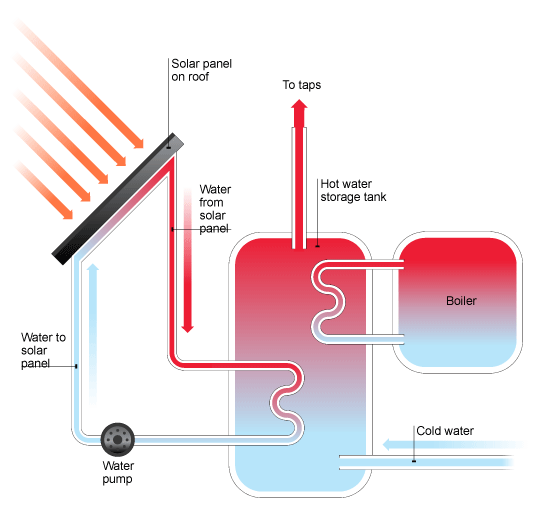 Solar panel
on roof
To taps
Water
from
solar
panel
Hot water
storage tank
Boiler
Water to
solar
panel
Cold water
Water
pump